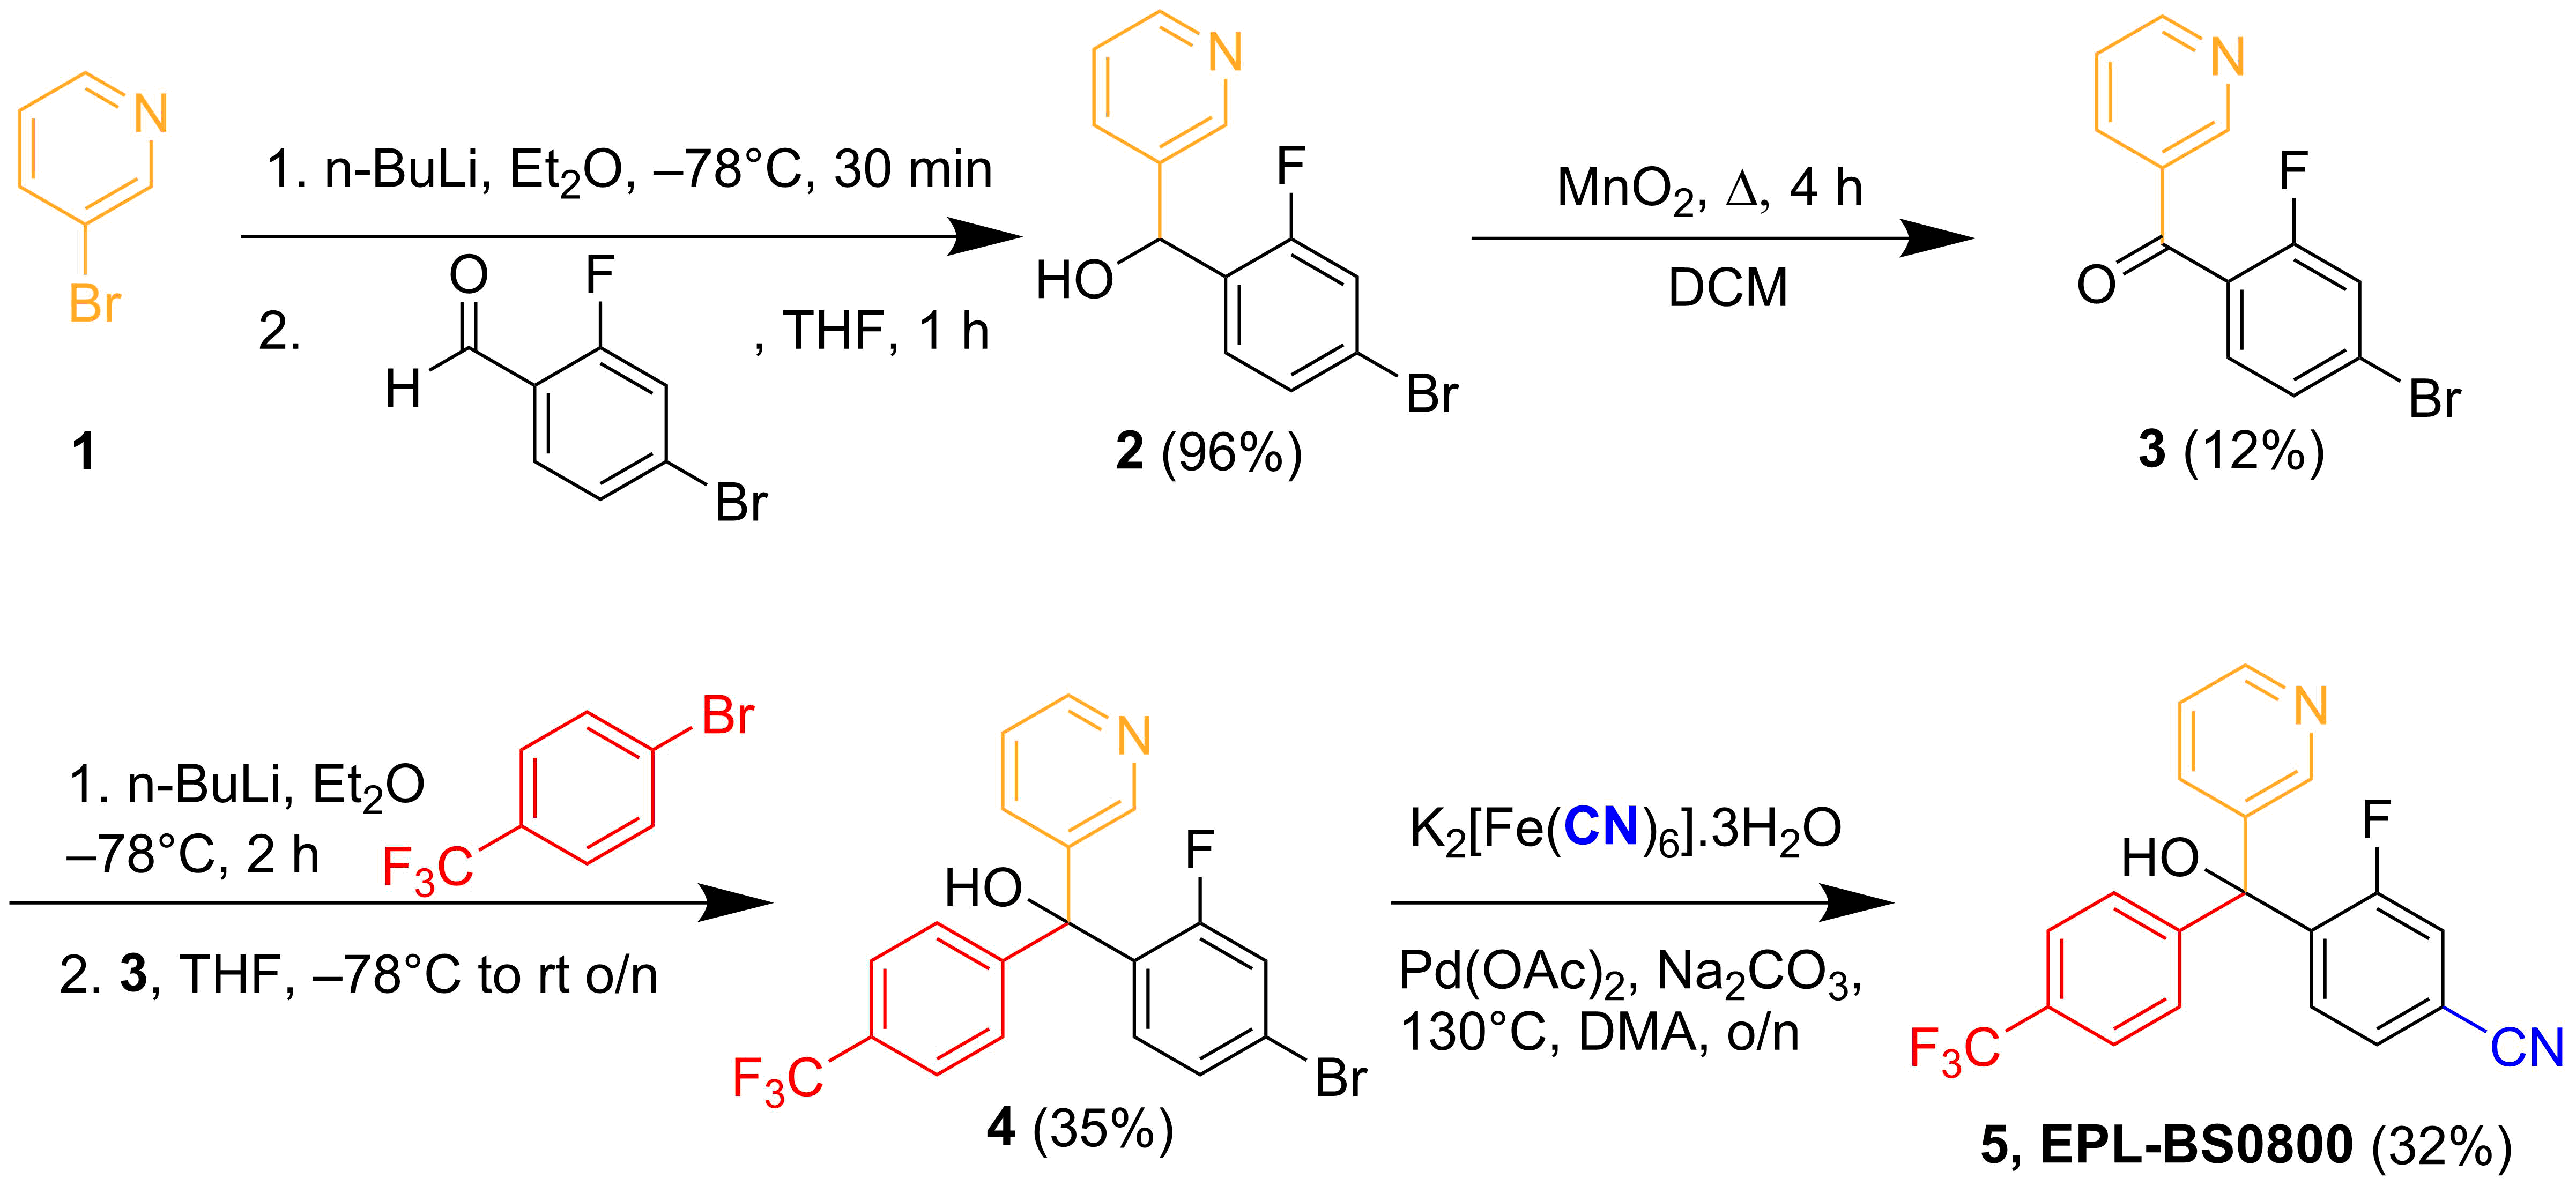 N
Br
1
1. n-BuLi, Et₂O, –78°C, 30 min
2.
O
F
H
Br
, THF, 1 h
N
F
HO
Br
2 (96%)
MnO₂, Δ, 4 h
DCM
N
F
O
Br
3 (12%)
1. n-BuLi, Et₂O
–78°C, 2 h
Br
F₃C
2. 3, THF, –78°C to rt o/n
N
F
HO
F₃C
Br
4 (35%)
K₂[Fe(CN)₆].3H₂O
Pd(OAc)₂, Na₂CO₃,
130°C, DMA, o/n
N
F
HO
F₃C
CN
5, EPL-BS0800 (32%)